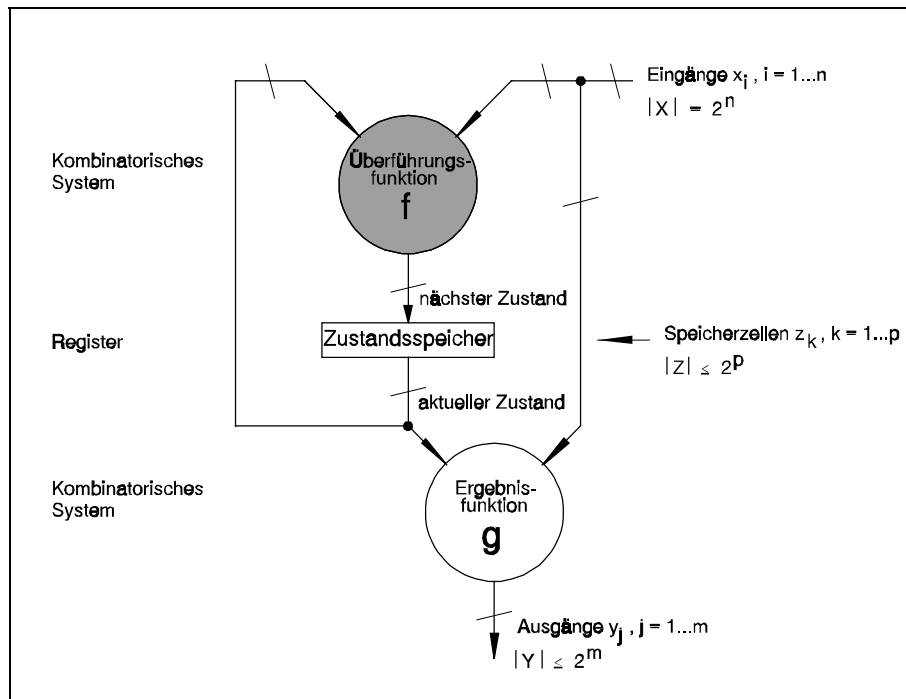 Eingänge x_i , i = 1...n
|X| = 2^n
Kombinatorisches
System
Überführungs-
funktion
f
nächster Zustand
Register
Zustandsspeicher
Speicherzellen z_k , k = 1...p
|Z| ≤ 2^p
aktueller Zustand
Kombinatorisches
System
Ergebnis-
funktion
g
Ausgänge y_j , j = 1...m
|Y| ≤ 2^m